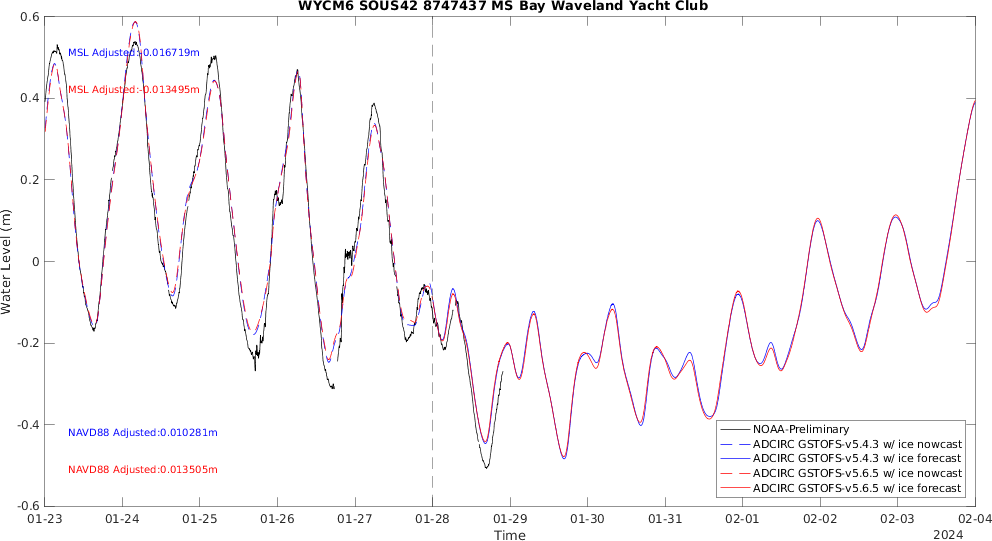 WYCM6 SOUS42 8747437 MS Bay Waveland Yacht Club
0.6
0.4
0.2
0
-0.2
-0.4
-0.6
Water Level (m)
MSL Adjusted:-0.016719m
MSL Adjusted:-0.013495m
NAVD88 Adjusted:0.010281m
NAVD88 Adjusted:0.013505m
NOAA-Preliminary
ADCIRC GSTOFS-v5.4.3 w/ ice nowcast
ADCIRC GSTOFS-v5.4.3 w/ ice forecast
ADCIRC GSTOFS-v5.6.5 w/ ice nowcast
ADCIRC GSTOFS-v5.6.5 w/ ice forecast
01-23 01-24 01-25 01-26 01-27 01-28 01-29 01-30 01-31 02-01 02-02 02-03 02-04
Time
2024